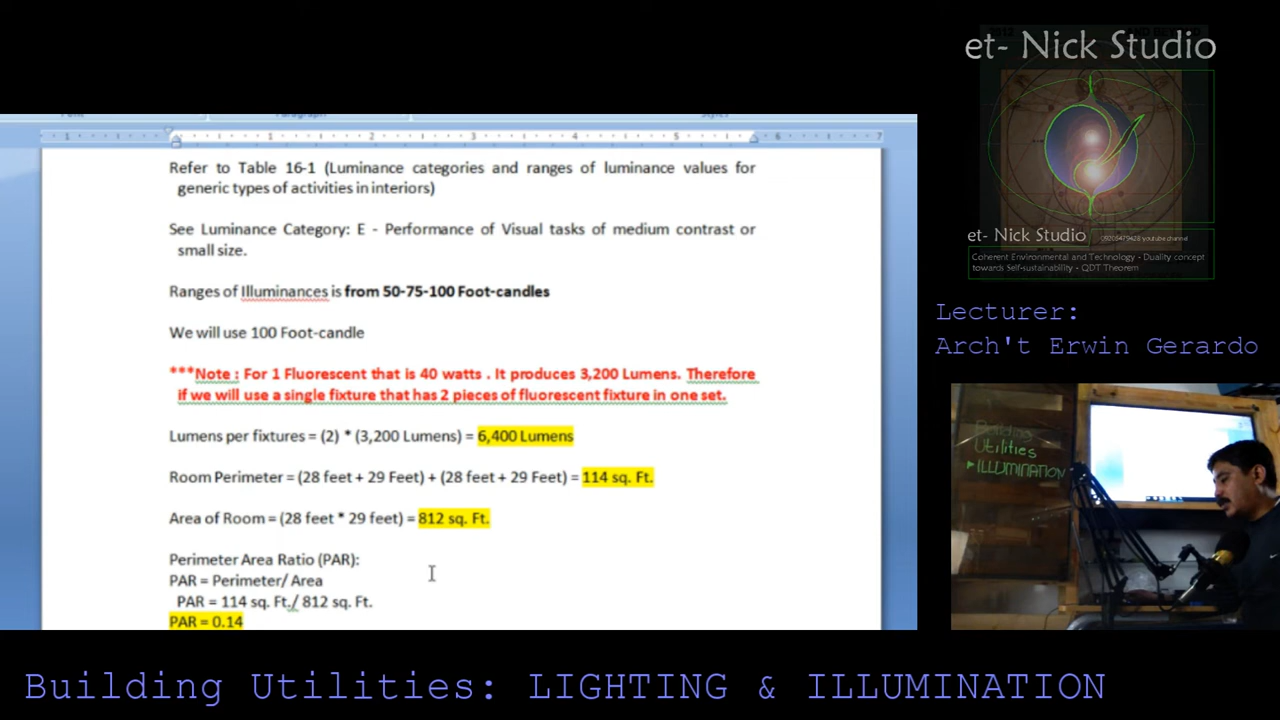 et- Nick Studio
Refer to Table 16-1 (Luminance categories and ranges of luminance values for
generic types of activities in interiors)
See Luminance Category: E - Performance of Visual tasks of medium contrast or
small size.
Ranges of Illuminances is from 50-75-100 Foot-candles
We will use 100 Foot-candle
***Note : For 1 Fluorescent that is 40 watts . It produces 3,200 Lumens. Therefore
if we will use a single fixture that has 2 pieces of fluorescent fixture in one set.
Lumens per fixtures = (2) * (3,200 Lumens) = 6,400 Lumens
Room Perimeter = (28 feet + 29 Feet) + (28 feet + 29 Feet) = 114 sq. Ft.
Area of Room = (28 feet * 29 feet) = 812 sq. Ft.
Perimeter Area Ratio (PAR):
PAR = Perimeter/ Area
PAR = 114 sq. Ft./ 812 sq. Ft.
PAR = 0.14
et- Nick Studio
09205479428 youtube channel
Coherent Environmental and Technology - Duality concept
towards Self-sustainability - QDT Theorem
Lecturer:
Arch't Erwin Gerardo
Building
Utilities
▸ILLUMINATION
Building Utilities: LIGHTING & ILLUMINATION